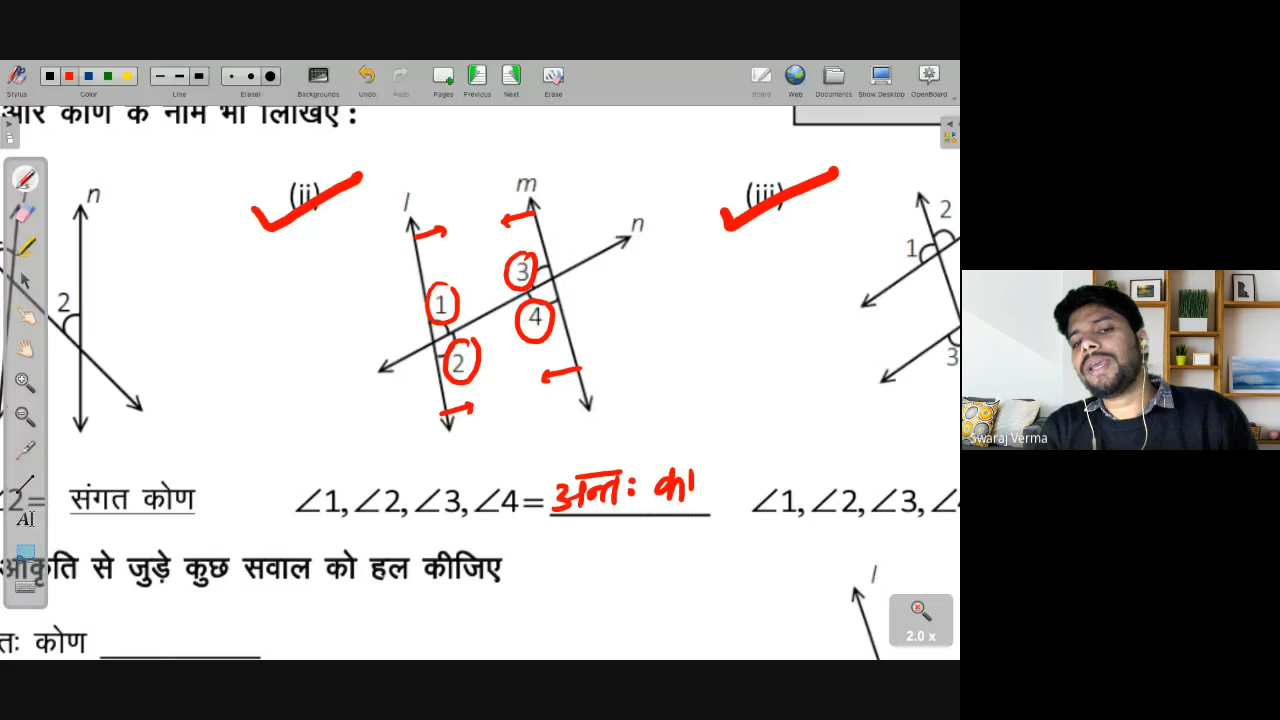 Stylus Color Line Eraser Backgrounds Undo Redo Pages Previous Next Erase Board Web Documents Show Desktop OpenBoard
और कोण के नाम भी लिखिए :
n 2
(ii) l m n 1 2 3 4
(iii) 1 2 3
Swaraj Verma
2= संगत कोण
∠1, ∠2, ∠3, ∠4= अन्तः का
∠1, ∠2, ∠3, ∠
आकृति से जुड़े कुछ सवाल को हल कीजिए
l
2.0 x
तः कोण